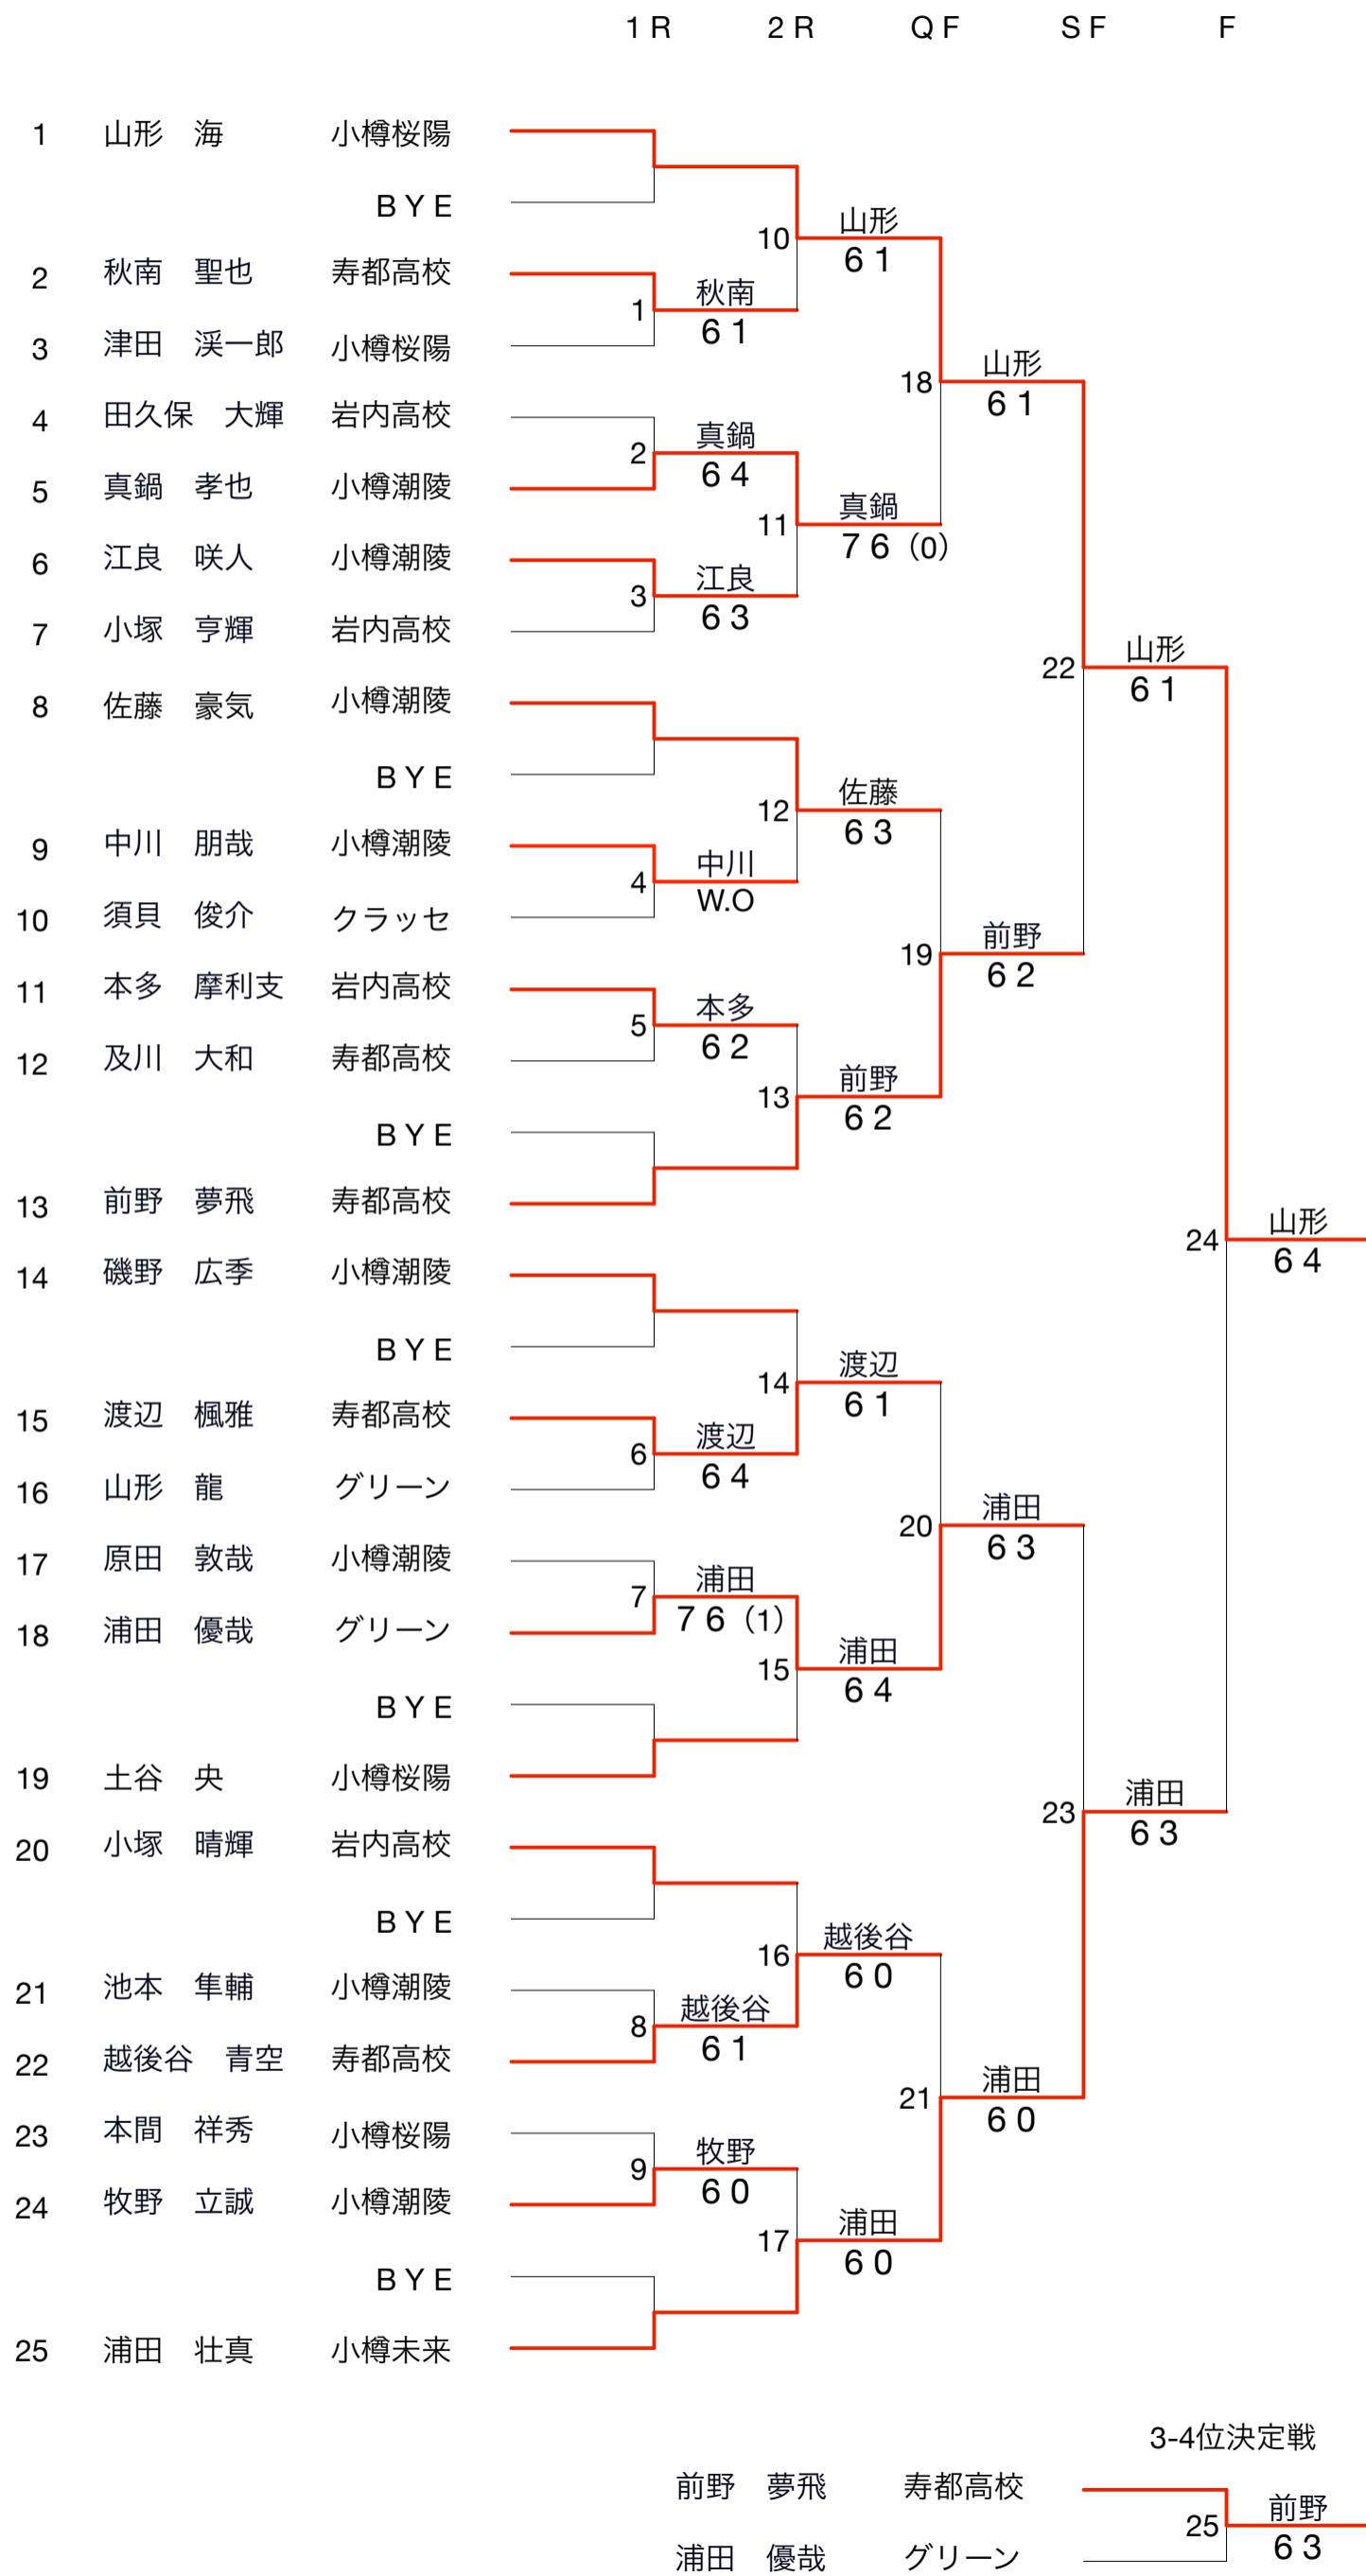 1 R 2 R Q F S F F
1 山形 海 小樽桜陽
B Y E
山形
10
6 1
2 秋南 聖也 寿都高校
秋南
1
6 1
3 津田 渓一郎 小樽桜陽
山形
18
6 1
4 田久保 大輝 岩内高校
真鍋
2
6 4
5 真鍋 孝也 小樽潮陵
真鍋
11
7 6（0）
6 江良 咲人 小樽潮陵
江良
3
6 3
7 小塚 亨輝 岩内高校
山形
22
6 1
8 佐藤 豪気 小樽潮陵
B Y E
佐藤
12
6 3
9 中川 朋哉 小樽潮陵
中川
4
W.O
10 須貝 俊介 クラッセ
前野
19
6 2
11 本多 摩利支 岩内高校
本多
5
6 2
12 及川 大和 寿都高校
前野
13
6 2
B Y E
13 前野 夢飛 寿都高校
山形
24
6 4
14 磯野 広季 小樽潮陵
B Y E
渡辺
14
6 1
15 渡辺 楓雅 寿都高校
渡辺
6
6 4
16 山形 龍 グリーン
浦田
20
6 3
17 原田 敦哉 小樽潮陵
浦田
7
7 6（1）
18 浦田 優哉 グリーン
浦田
15
6 4
B Y E
19 土谷 央 小樽桜陽
浦田
23
6 3
20 小塚 晴輝 岩内高校
B Y E
越後谷
16
6 0
21 池本 隼輔 小樽潮陵
越後谷
8
6 1
22 越後谷 青空 寿都高校
浦田
21
6 0
23 本間 祥秀 小樽桜陽
牧野
9
6 0
24 牧野 立誠 小樽潮陵
浦田
17
6 0
B Y E
25 浦田 壮真 小樽未来
3-4位決定戦
前野 夢飛 寿都高校
前野
25
6 3
浦田 優哉 グリーン